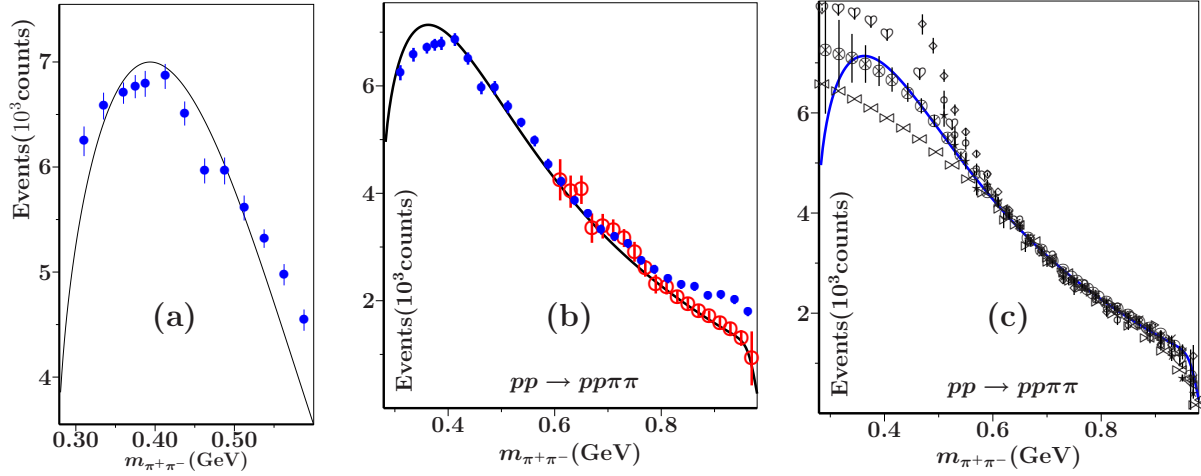 (a)
Events(10³counts)
7
6
5
4
0.30
0.40
0.50
m_{π⁺π⁻}(GeV)
(b)
Events(10³counts)
6
4
2
pp → ppππ
0.4
0.6
0.8
m_{π⁺π⁻}(GeV)
(c)
Events(10³counts)
6
4
2
pp → ppππ
0.4
0.6
0.8
m_{π⁺π⁻}(GeV)